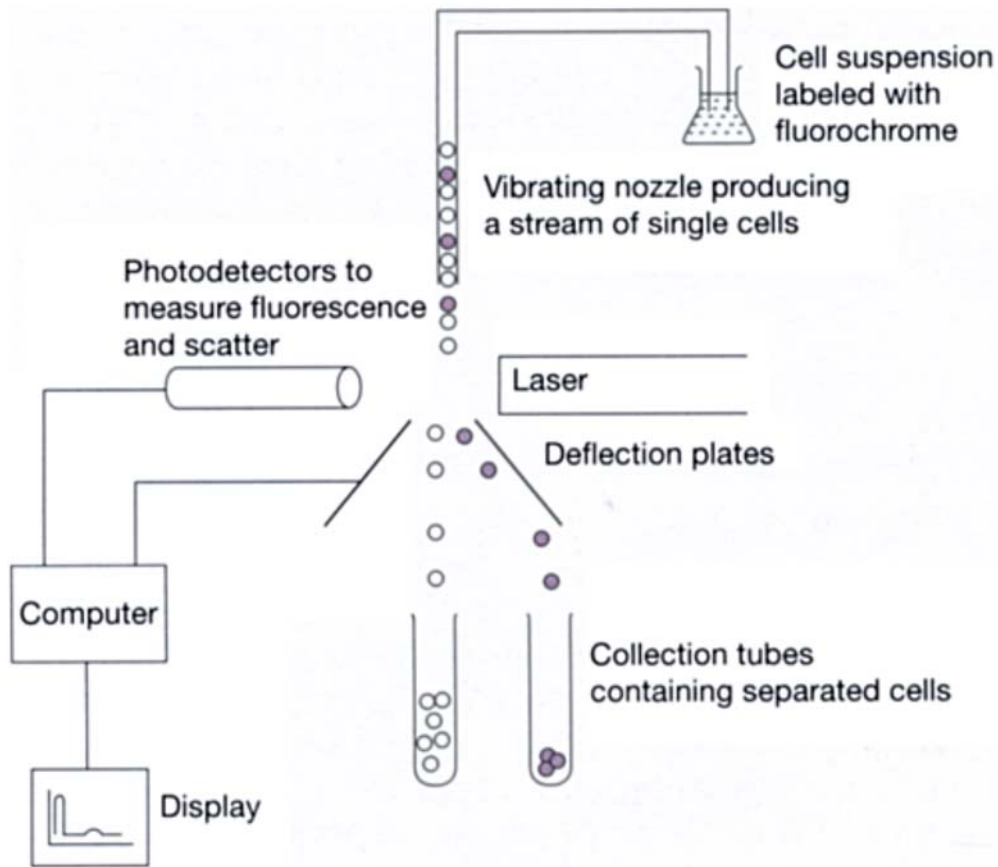 Cell suspension
labeled with
fluorochrome
Vibrating nozzle producing
a stream of single cells
Photodetectors to
measure fluorescence
and scatter
Laser
Deflection plates
Computer
Collection tubes
containing separated cells
Display